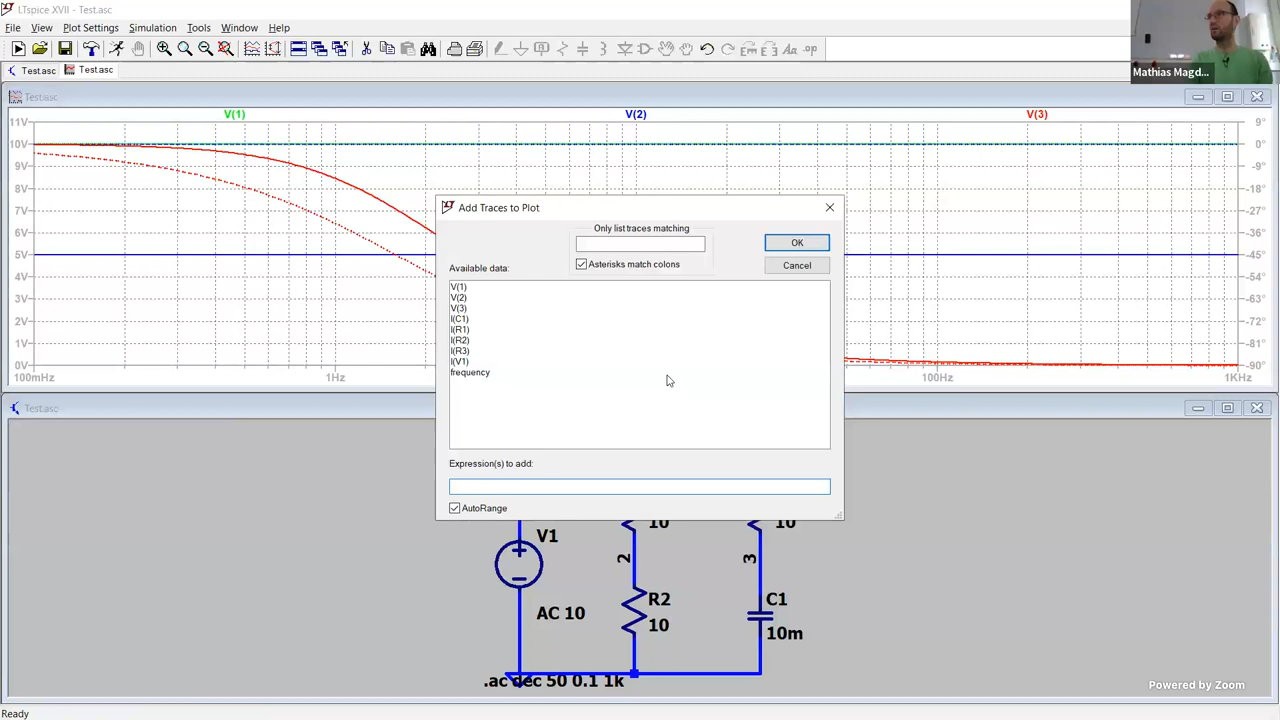 LTspice XVII - Test.asc
File View Plot Settings Simulation Tools Window Help
Test.asc Test.asc
Mathias Magd...
Test.asc
V(1) V(2) V(3)
11V 9°
10V 0°
9V -9°
8V -18°
7V -27°
6V -36°
5V -45°
4V -54°
3V -63°
2V -72°
1V -81°
0V -90°
100mHz 1Hz 100Hz 1KHz
Add Traces to Plot
Only list traces matching
OK
Asterisks match colons
Cancel
Available data:
V(1)
V(2)
V(3)
I(C1)
I(R1)
I(R2)
I(R3)
I(V1)
frequency
Expression(s) to add:
AutoRange
Test.asc
10 10
V1
2 3
R2 C1
AC 10 10 10m
.ac dec 50 0.1 1k
Powered by Zoom
Ready